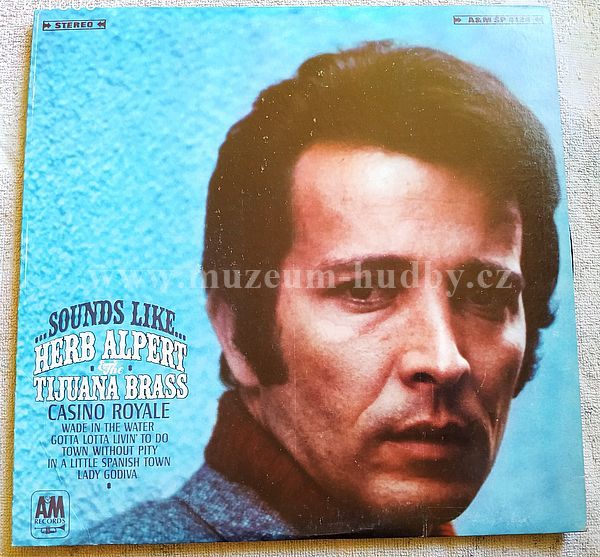 STEREO
A&M SP 4124
www.muzeum-hudby.cz
...SOUNDS LIKE...
HERB ALPERT
& The
TIJUANA BRASS
CASINO ROYALE
WADE IN THE WATER
GOTTA LOTTA LIVIN' TO DO
TOWN WITHOUT PITY
IN A LITTLE SPANISH TOWN
LADY GODIVA
A&M
RECORDS